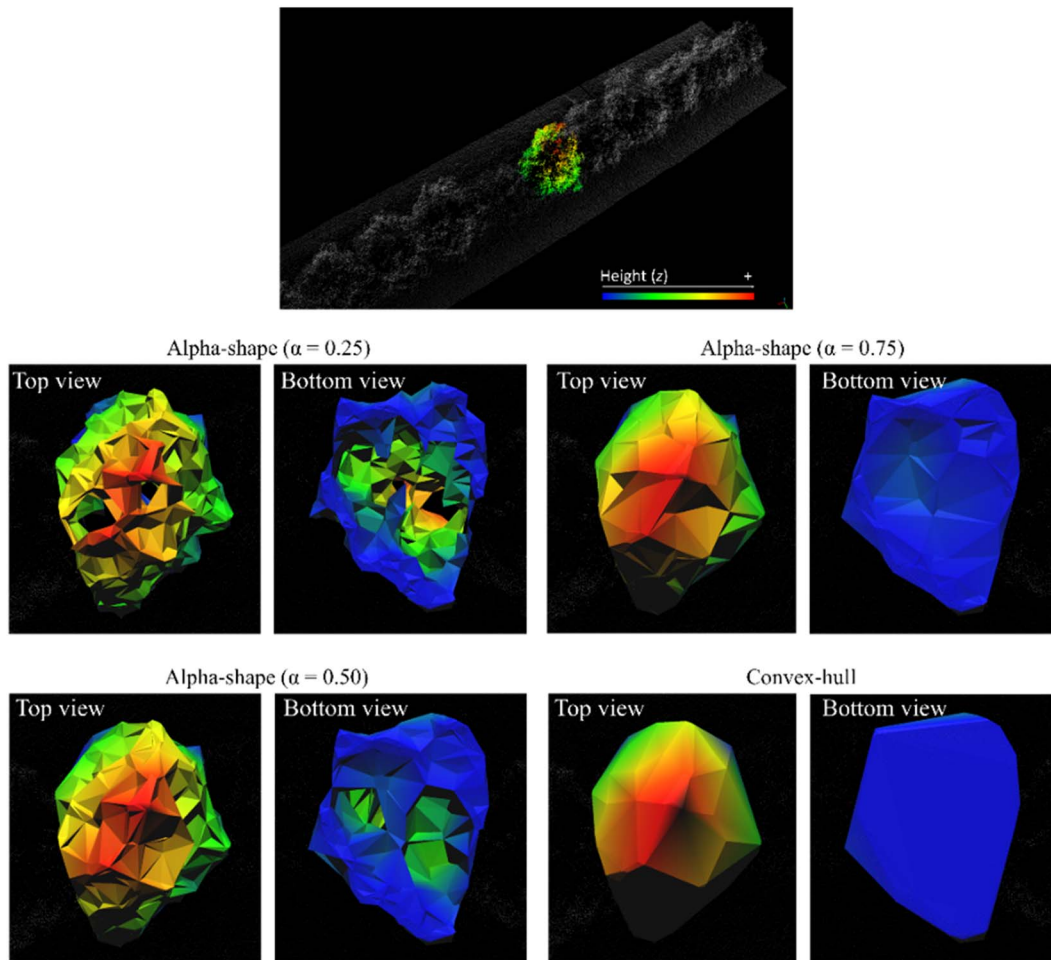 Height (z) +
Alpha-shape (α = 0.25)
Alpha-shape (α = 0.75)
Top view
Bottom view
Top view
Bottom view
Alpha-shape (α = 0.50)
Convex-hull
Top view
Bottom view
Top view
Bottom view